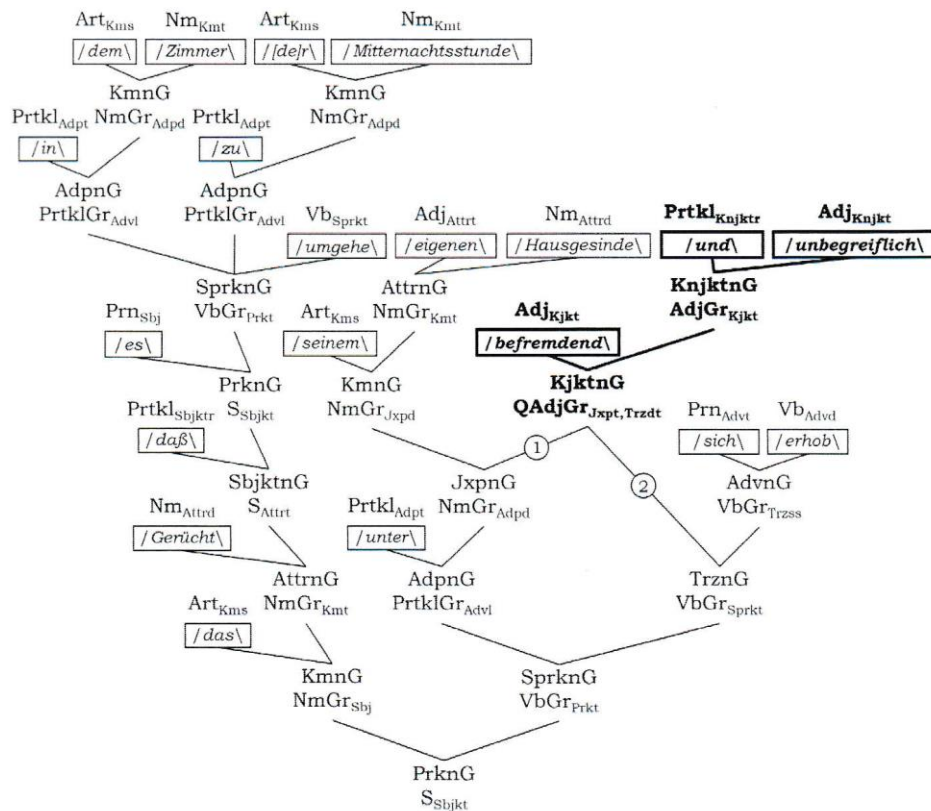 Art_Kms Nm_Kmt Art_Kms Nm_Kmt
/dem\ /Zimmer\ /[de]r\ /Mitternachtsstunde\
KmnG KmnG
Prtkl_Adpt NmGr_Adpd Prtkl_Adpt NmGr_Adpd
/in\ /zu\
AdpnG AdpnG
PrtklGr_Advl PrtklGr_Advl Vb_Sprkt Adj_Attrt Nm_Attrd Prtkl_Knjktr Adj_Knjkt
/umgehe\ /eigenen\ /Hausgesinde\ /und\ /unbegreiflich\
SprknG AttrnG KnjktnG
Prn_Sbj VbGr_Prkt Art_Kms NmGr_Kmt Adj_Kjkt AdjGr_Kjkt
/es\ /seinem\ /befremdend\
PrknG KmnG KjktnG
Prtkl_Sbjktr S_Sbjkt NmGr_Jxpd QAdjGr_Jxpt,Trzdt Prn_Advt Vb_Advd
/daß\ 1 /sich\ /erhob\
SbjktnG JxpnG 2 AdvnG
Nm_Attrd S_Attrt Prtkl_Adpt NmGr_Adpd VbGr_Trzss
/Gerücht\ /unter\
AttrnG AdpnG TrznG
Art_Kms NmGr_Kmt PrtklGr_Advl VbGr_Sprkt
/das\
KmnG SprknG
NmGr_Sbj VbGr_Prkt
PrknG
S_Sbjkt